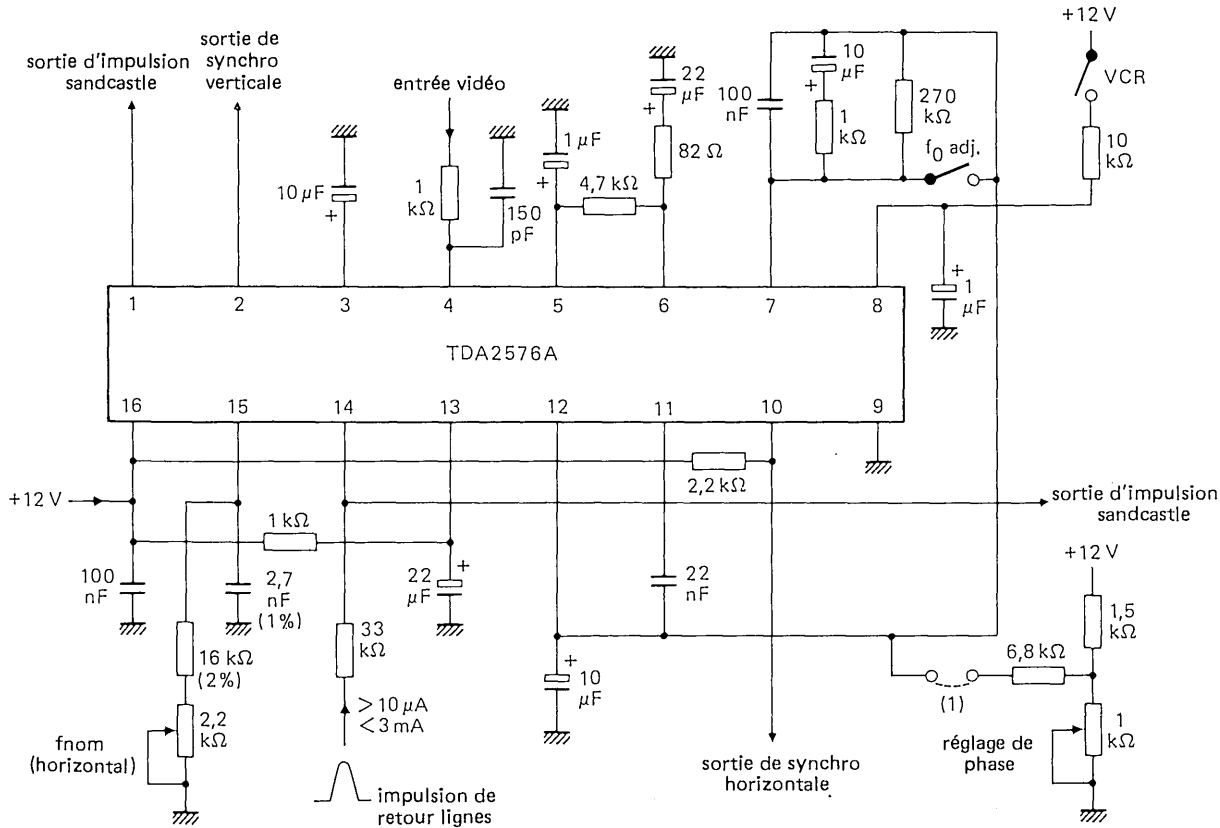 +12 V
sortie d'impulsion
sandcastle
sortie de
synchro
verticale
entrée vidéo
10 µF
+
1
kΩ
150
pF
1 µF
+
4,7 kΩ
22
µF
+
82 Ω
100
nF
10
µF
+
1
kΩ
270
kΩ
f0 adj.
VCR
10
kΩ
+
1
µF
1 2 3 4 5 6 7 8
TDA2576A
16 15 14 13 12 11 10 9
+12 V
2,2 kΩ
sortie d'impulsion
sandcastle
1 kΩ
100
nF
2,7
nF
(1%)
22
µF
+
22
nF
+12 V
1,5
kΩ
16 kΩ
(2%)
33
kΩ
+
10
µF
6,8 kΩ
(1)
2,2
kΩ
> 10 µA
< 3 mA
1
kΩ
fnom
(horizontal)
réglage de
phase
sortie de synchro
horizontale
impulsion de
retour lignes